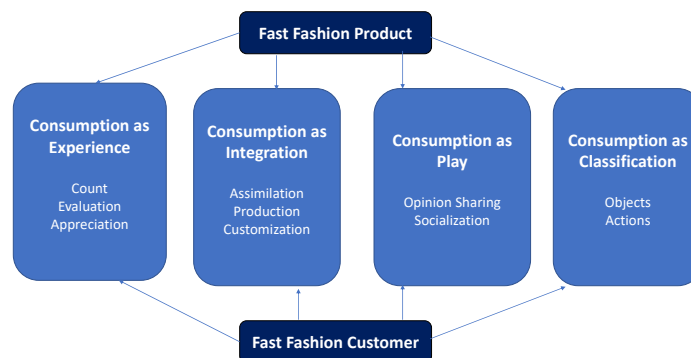 Fast Fashion Product
Consumption as
Experience
Count
Evaluation
Appreciation
Consumption as
Integration
Assimilation
Production
Customization
Consumption as
Play
Opinion Sharing
Socialization
Consumption as
Classification
Objects
Actions
Fast Fashion Customer